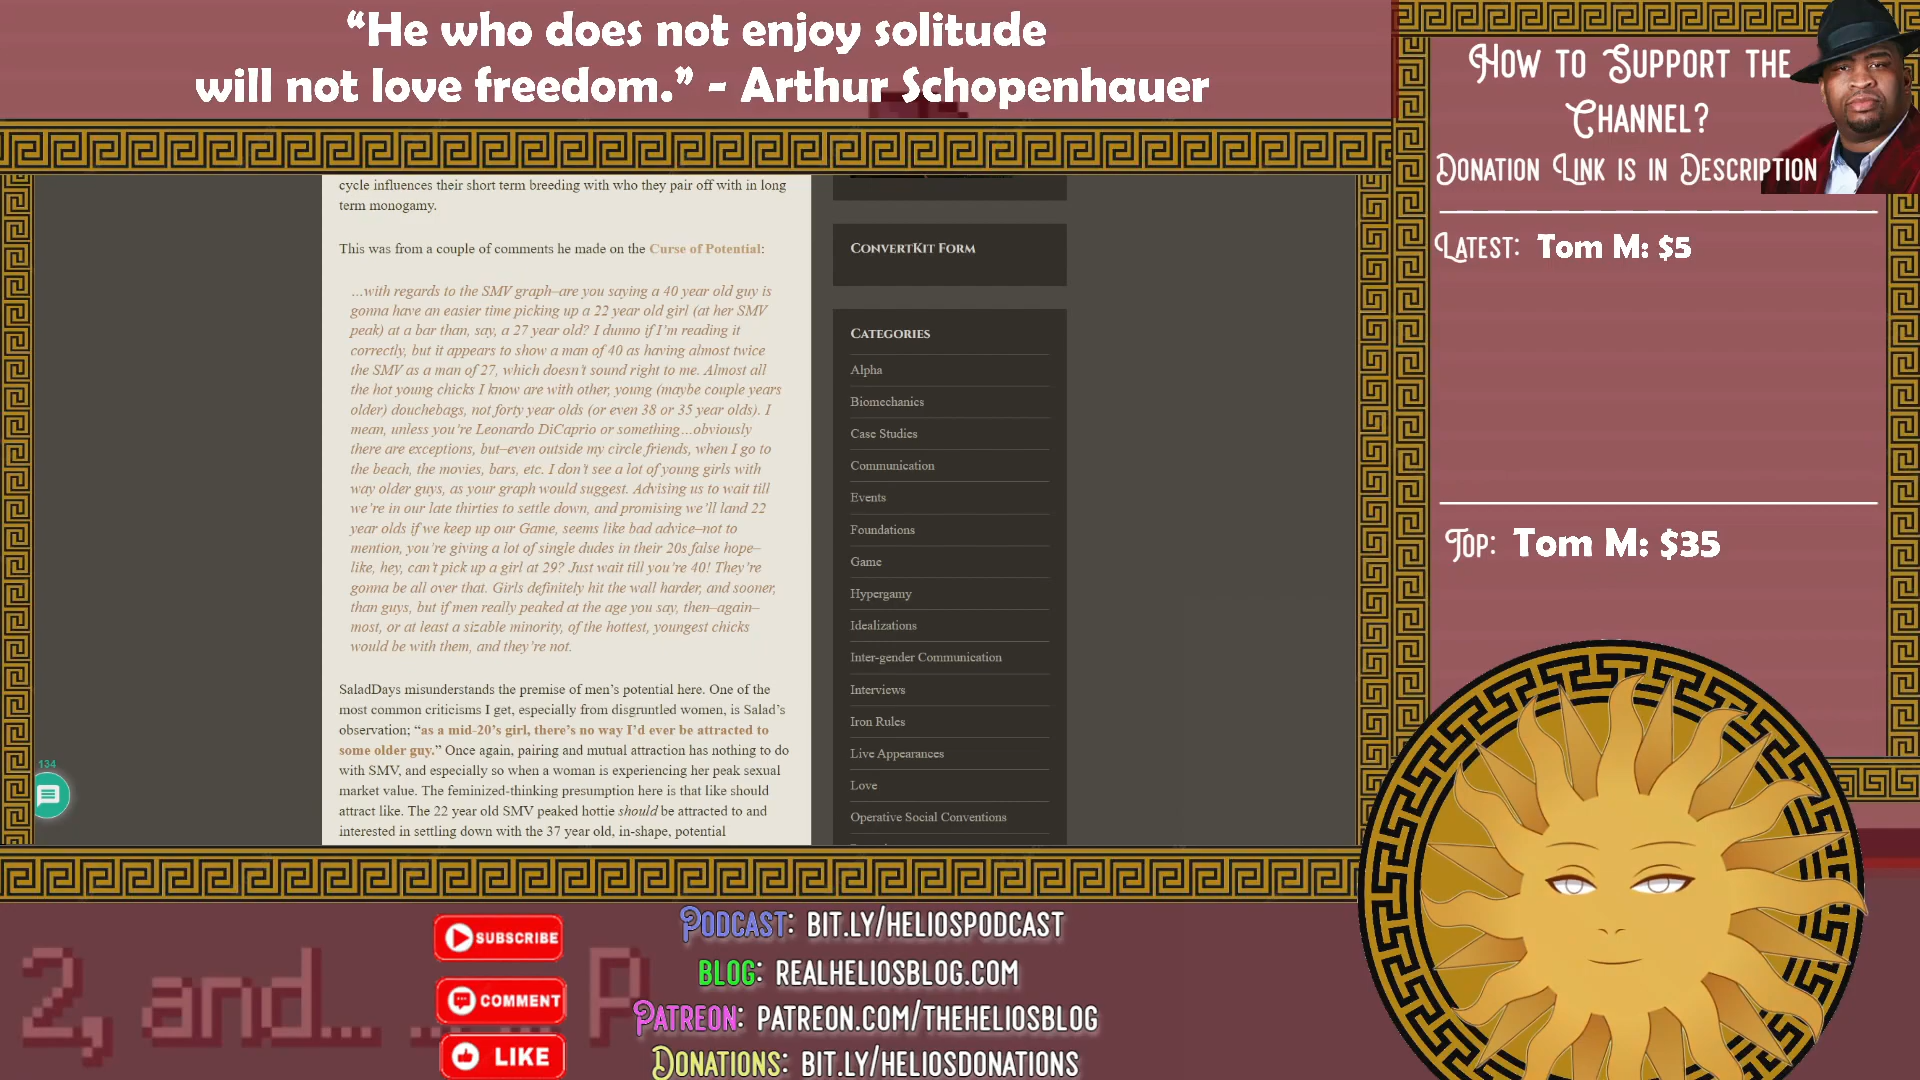 “He who does not enjoy solitude
will not love freedom.” - Arthur Schopenhauer
How to Support the
Channel?
Donation Link is in Description
Latest: Tom M: $5
Top: Tom M: $35
cycle influences their short term breeding with who they pair off with in long
term monogamy.
This was from a couple of comments he made on the Curse of Potential:
…with regards to the SMV graph–are you saying a 40 year old guy is
gonna have an easier time picking up a 22 year old girl (at her SMV
peak) at a bar than, say, a 27 year old? I dunno if I’m reading it
correctly, but it appears to show a man of 40 as having almost twice
the SMV as a man of 27, which doesn’t sound right to me. Almost all
the hot young chicks I know are with other, young (maybe couple years
older) douchebags, not forty year olds (or even 38 or 35 year olds). I
mean, unless you’re Leonardo DiCaprio or something…obviously
there are exceptions, but–even outside my circle friends, when I go to
the beach, the movies, bars, etc. I don’t see a lot of young girls with
way older guys, as your graph would suggest. Advising us to wait till
we’re in our late thirties to settle down, and promising we’ll land 22
year olds if we keep up our Game, seems like bad advice–not to
mention, you’re giving a lot of single dudes in their 20s false hope–
like, hey, can’t pick up a girl at 29? Just wait till you’re 40! They’re
gonna be all over that. Girls definitely hit the wall harder, and sooner,
than guys, but if men really peaked at the age you say, then–again–
most, or at least a sizable minority, of the hottest, youngest chicks
would be with them, and they’re not.
SaladDays misunderstands the premise of men’s potential here. One of the
most common criticisms I get, especially from disgruntled women, is Salad’s
observation; “as a mid-20’s girl, there’s no way I’d ever be attracted to
some older guy.” Once again, pairing and mutual attraction has nothing to do
with SMV, and especially so when a woman is experiencing her peak sexual
market value. The feminized-thinking presumption here is that like should
attract like. The 22 year old SMV peaked hottie should be attracted to and
interested in settling down with the 37 year old, in-shape, potential
ConvertKit Form
Categories
Alpha
Biomechanics
Case Studies
Communication
Events
Foundations
Game
Hypergamy
Idealizations
Inter-gender Communication
Interviews
Iron Rules
Live Appearances
Love
Operative Social Conventions
134
2, and... ... P
SUBSCRIBE
COMMENT
LIKE
Podcast: bit.ly/heliospodcast
Blog: realheliosblog.com
Patreon: patreon.com/theheliosblog
Donations: bit.ly/heliosdonations